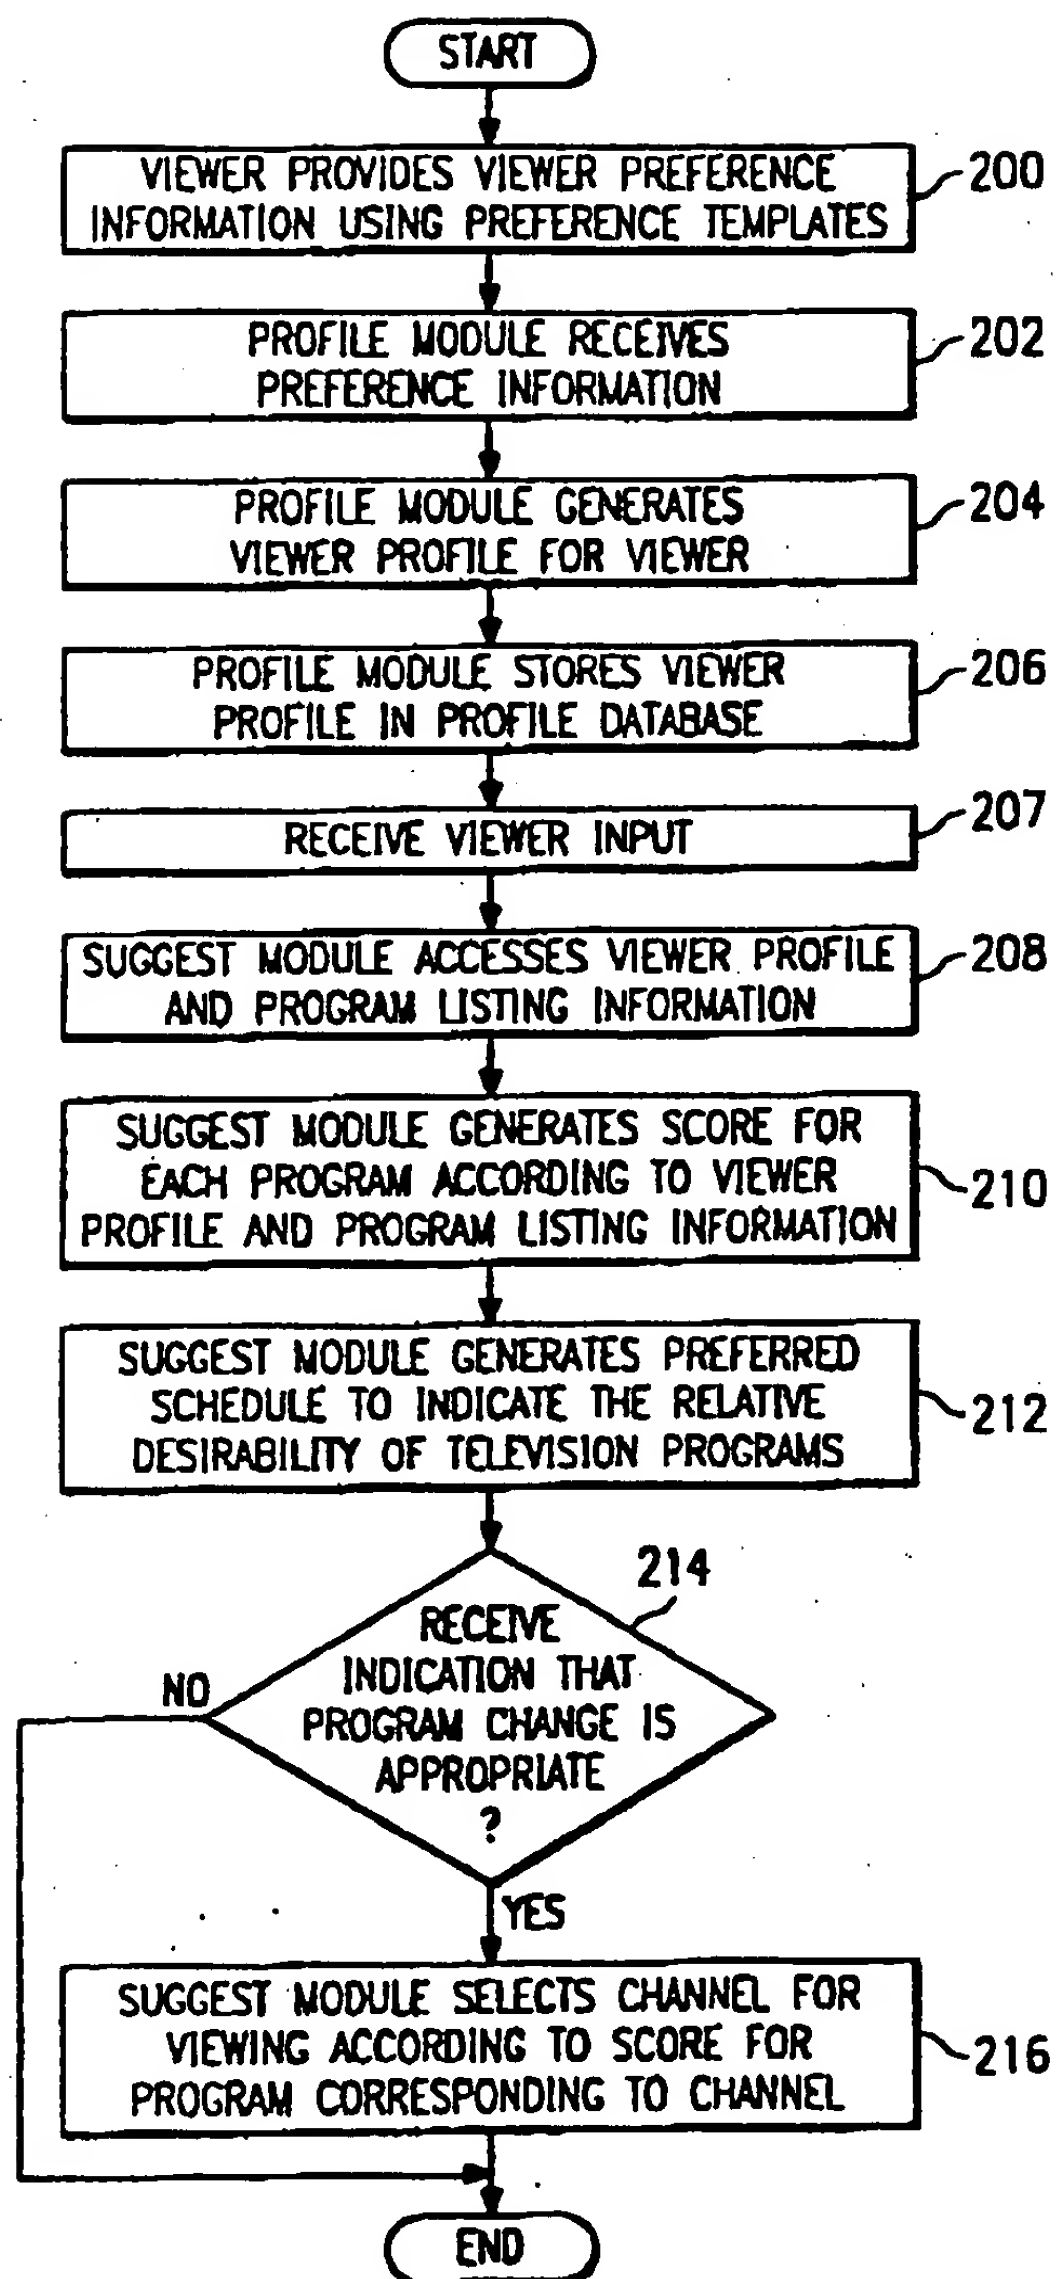 START
VIEWER PROVIDES VIEWER PREFERENCE
INFORMATION USING PREFERENCE TEMPLATES
200
PROFILE MODULE RECEIVES
PREFERENCE INFORMATION
202
PROFILE MODULE GENERATES
VIEWER PROFILE FOR VIEWER
204
PROFILE MODULE STORES VIEWER
PROFILE IN PROFILE DATABASE
206
RECEIVE VIEWER INPUT
207
SUGGEST MODULE ACCESSES VIEWER PROFILE
AND PROGRAM LISTING INFORMATION
208
SUGGEST MODULE GENERATES SCORE FOR
EACH PROGRAM ACCORDING TO VIEWER
PROFILE AND PROGRAM LISTING INFORMATION
210
SUGGEST MODULE GENERATES PREFERRED
SCHEDULE TO INDICATE THE RELATIVE
DESIRABILITY OF TELEVISION PROGRAMS
212
214
RECEIVE
INDICATION THAT
PROGRAM CHANGE IS
APPROPRIATE
?
NO
YES
SUGGEST MODULE SELECTS CHANNEL FOR
VIEWING ACCORDING TO SCORE FOR
PROGRAM CORRESPONDING TO CHANNEL
216
END